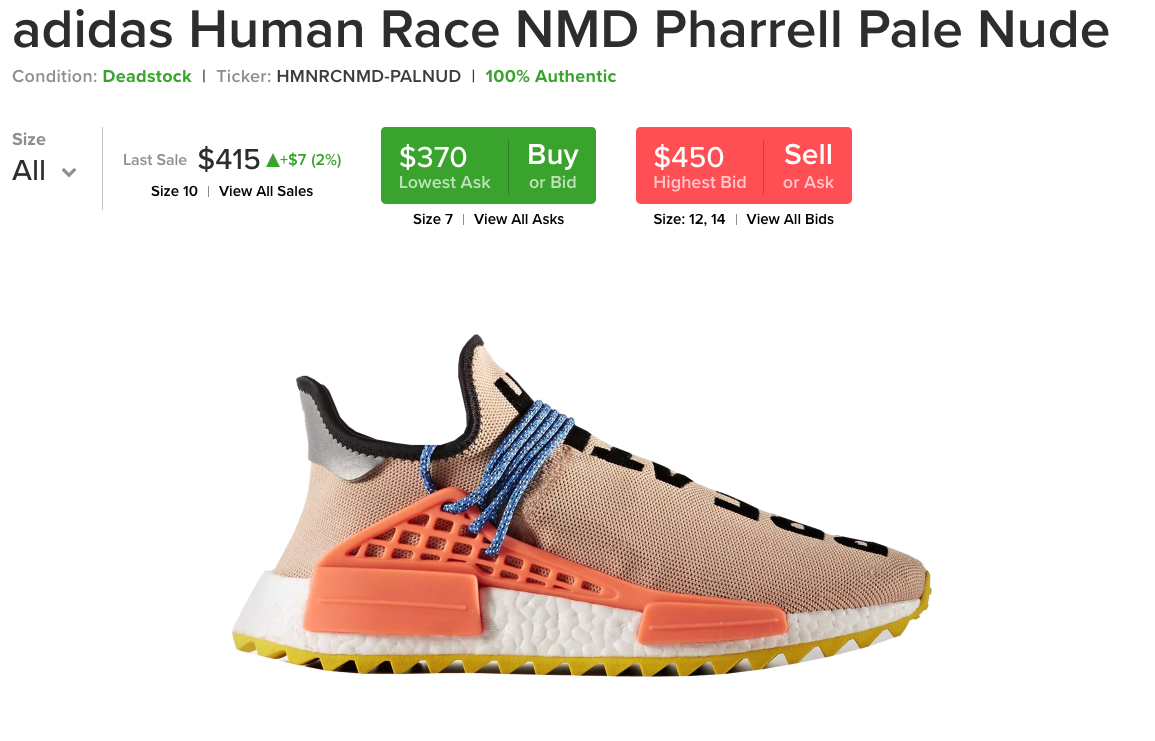 adidas Human Race NMD Pharrell Pale Nude
Condition: Deadstock | Ticker: HMNRCNMD-PALNUD | 100% Authentic
Size
All
Last Sale $415 ▲+$7 (2%)
Size 10 | View All Sales
$370
Lowest Ask
Buy
or Bid
Size 7 | View All Asks
$450
Highest Bid
Sell
or Ask
Size: 12, 14 | View All Bids